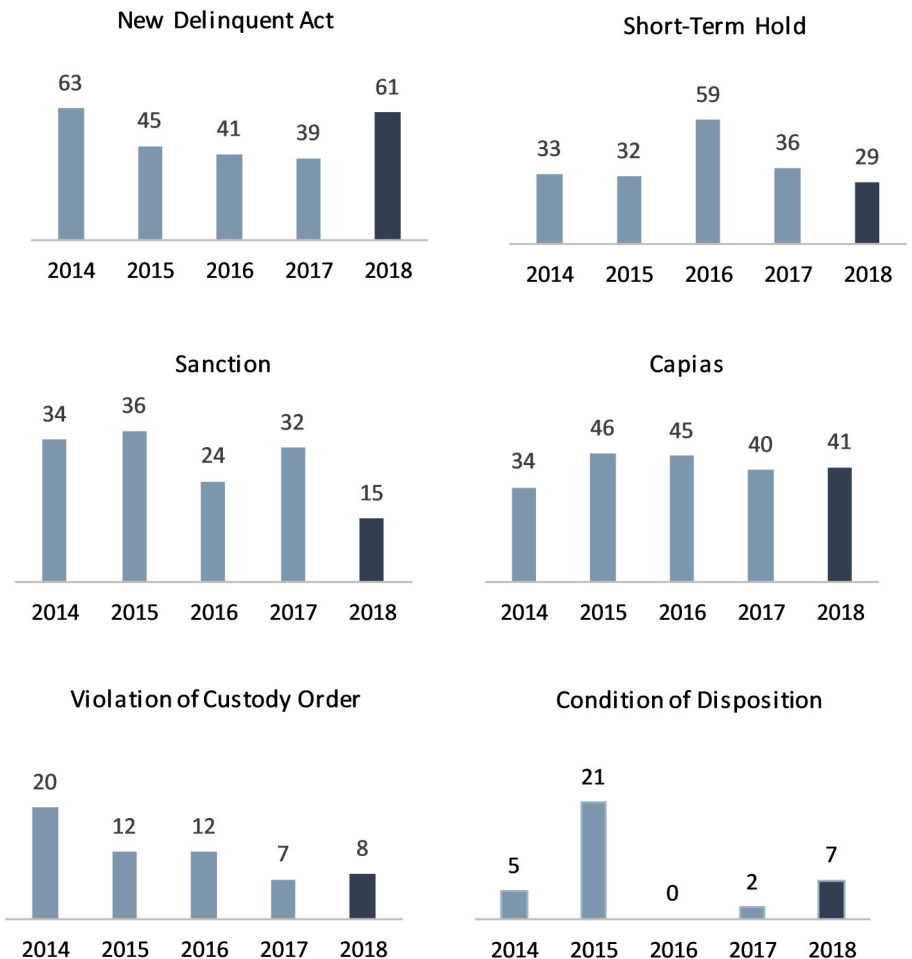 New Delinquent Act
63
45
41
39
61
2014 2015 2016 2017 2018
Short-Term Hold
33
32
59
36
29
2014 2015 2016 2017 2018
Sanction
34
36
24
32
15
2014 2015 2016 2017 2018
Capias
34
46
45
40
41
2014 2015 2016 2017 2018
Violation of Custody Order
20
12
12
7
8
2014 2015 2016 2017 2018
Condition of Disposition
5
21
0
2
7
2014 2015 2016 2017 2018